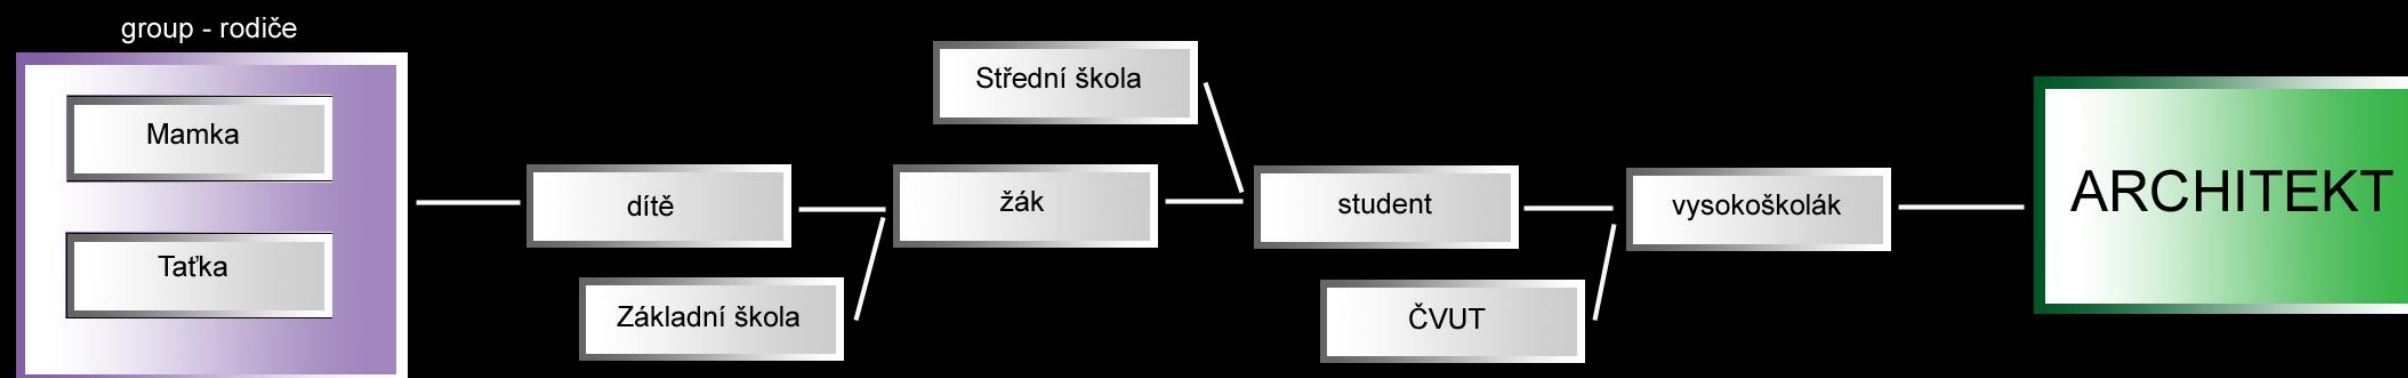 group - rodiče
Mamka
Taťka
dítě
Základní škola
žák
Střední škola
student
ČVUT
vysokoškolák
ARCHITEKT